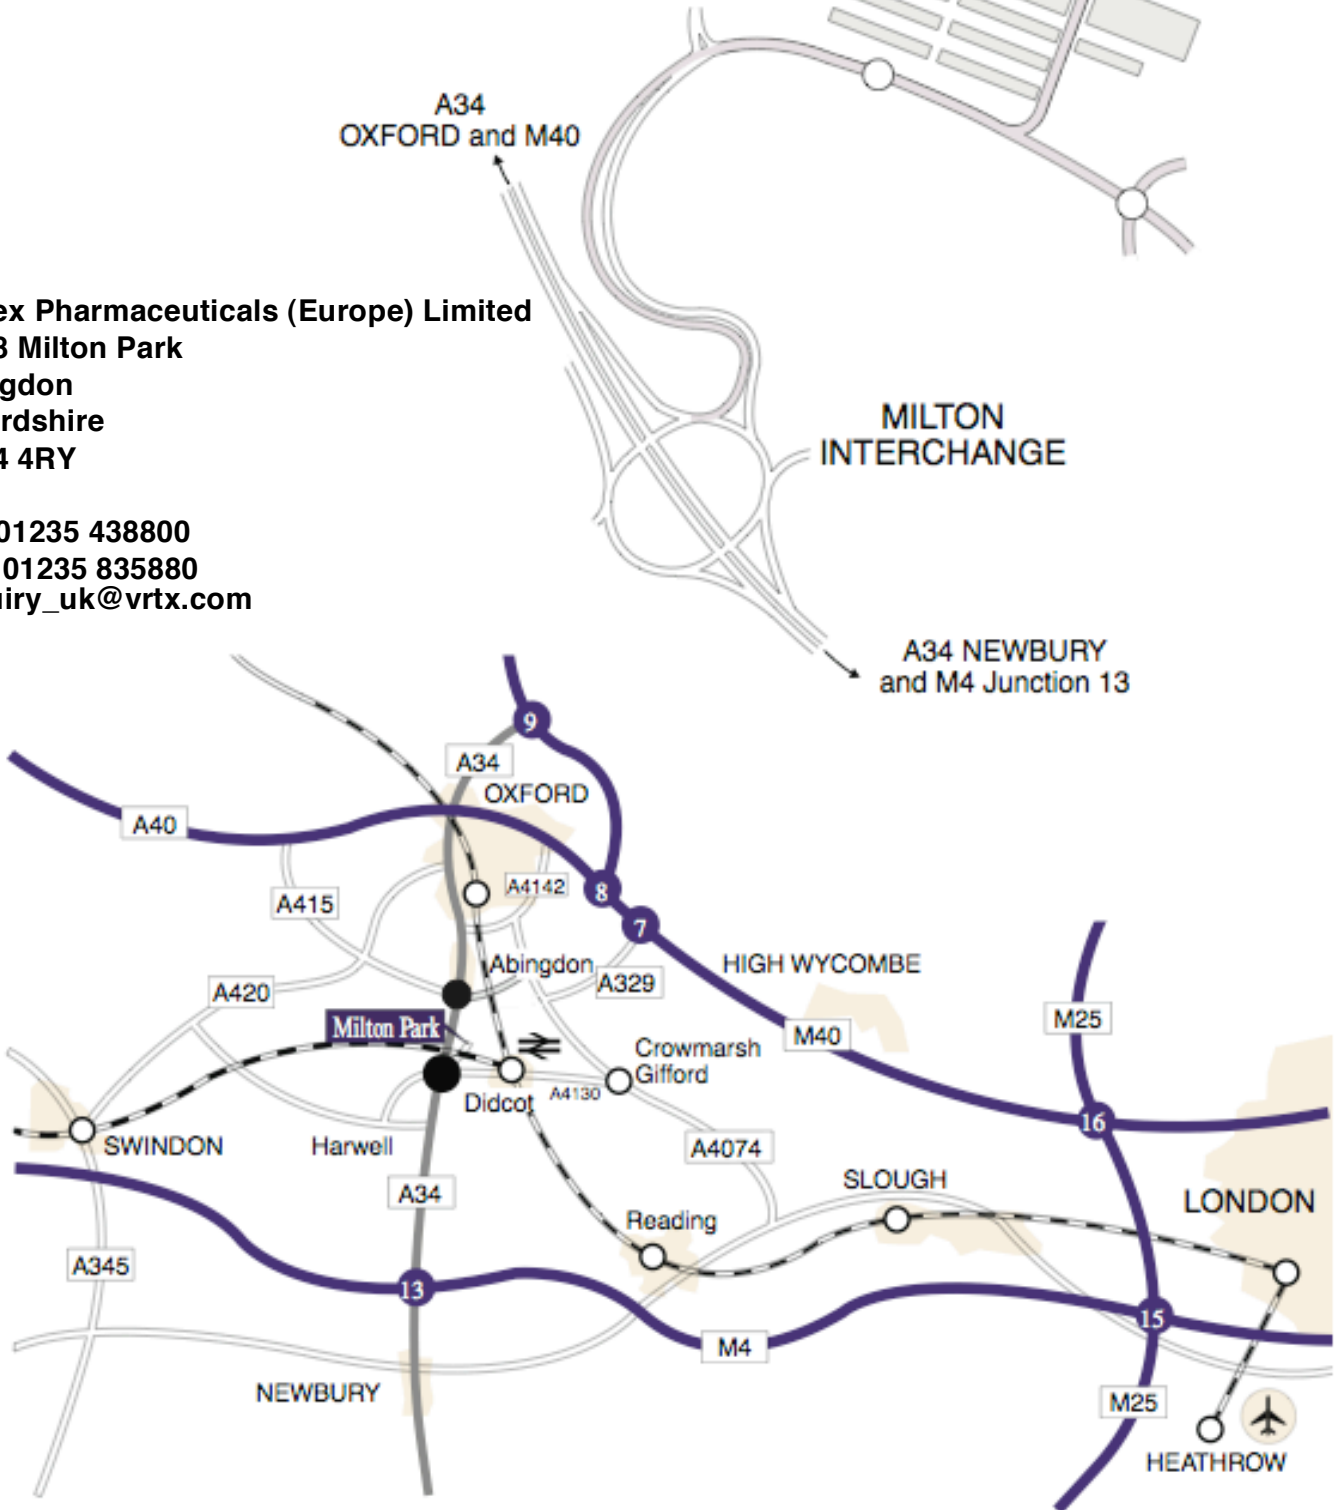 A34
OXFORD and M40
ex Pharmaceuticals (Europe) Limited
8 Milton Park
gdon
rdshire
4 4RY
01235 438800
01235 835880
uiry_uk@vrtx.com
MILTON
INTERCHANGE
A34 NEWBURY
and M4 Junction 13
9
A34
OXFORD
A40
A4142
8
A415
7
Abingdon
HIGH WYCOMBE
A329
A420
M25
Milton Park
M40
Crowmarsh
Gifford
A4130
Didcot
16
SWINDON
Harwell
A4074
SLOUGH
A34
LONDON
Reading
A345
13
15
M4
NEWBURY
M25
HEATHROW